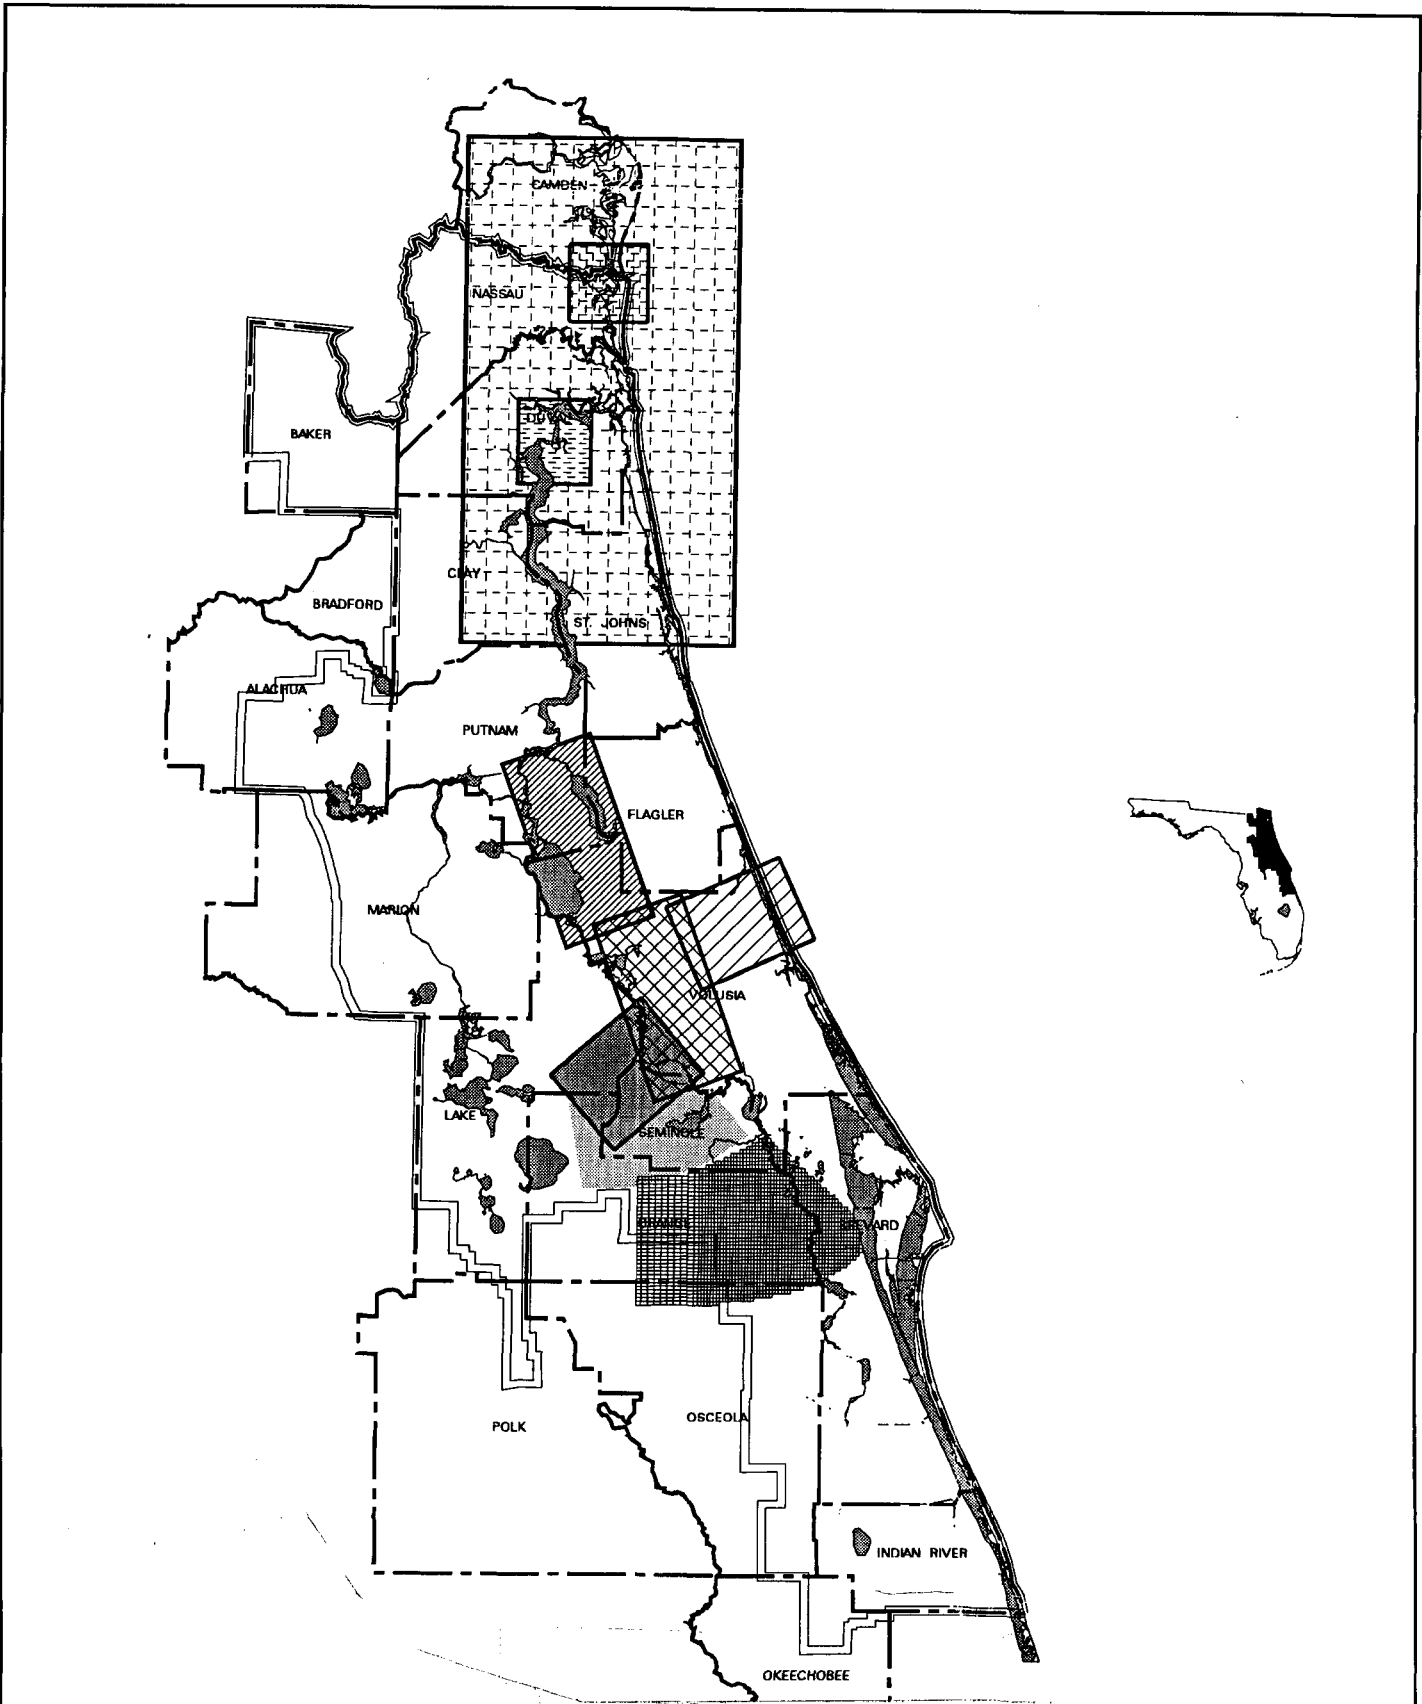 CAMDEN
NASSAU
DUVAL
BAKER
CLAY
BRADFORD
ST. JOHNS
ALACHUA
PUTNAM
FLAGLER
MARION
VOLUSIA
LAKE
SEMINOLE
ORANGE
BREVARD
POLK
OSCEOLA
INDIAN RIVER
OKEECHOBEE